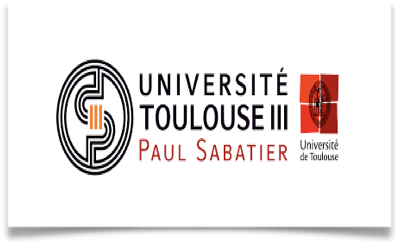 UNIVERSITÉ
TOULOUSE III
PAUL SABATIER
Université
de Toulouse